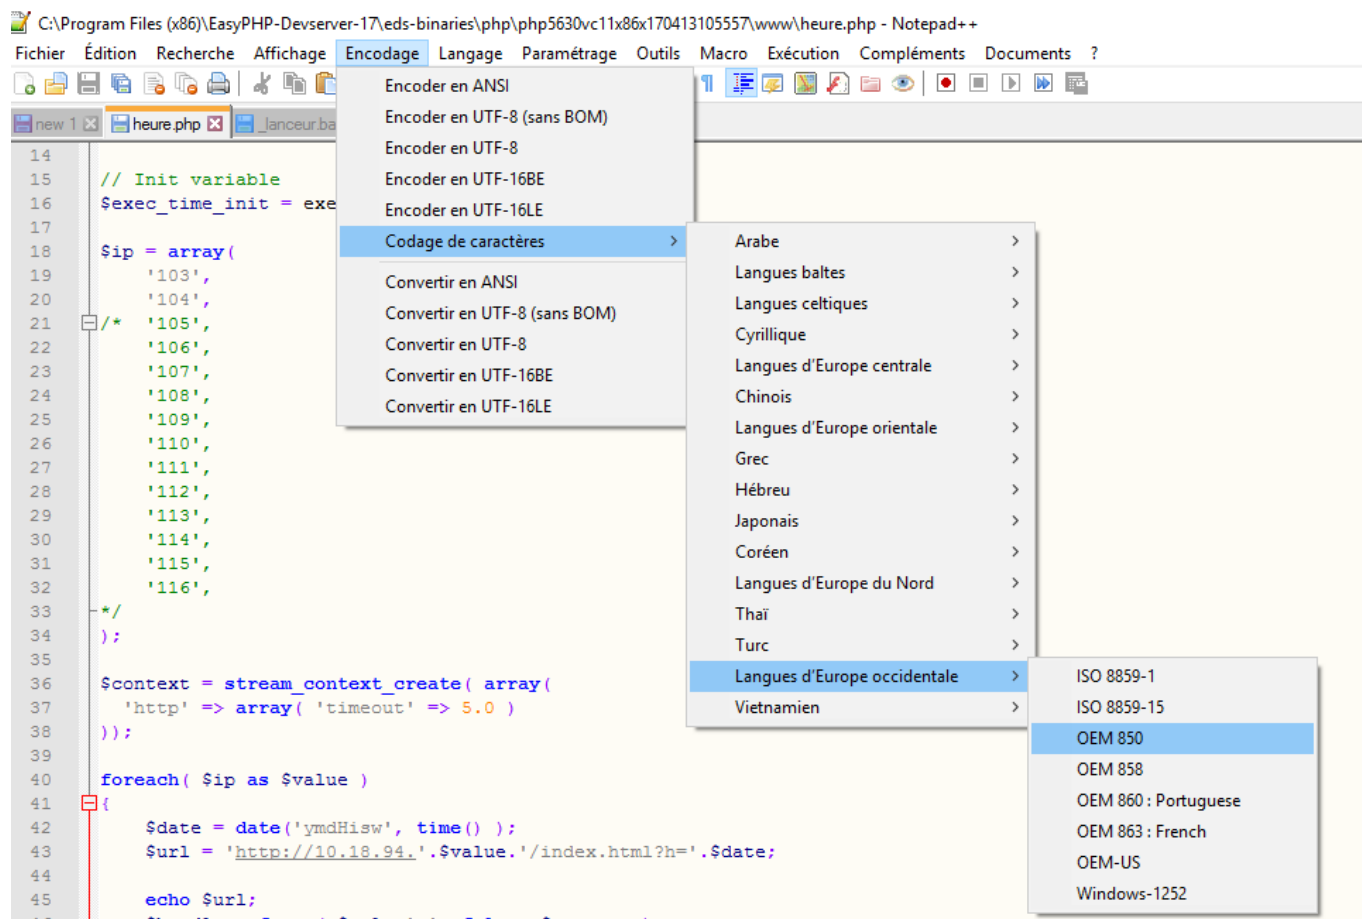 C:\Program Files (x86)\EasyPHP-Devserver-17\eds-binaries\php\php5630vc11x86x170413105557\www\heure.php - Notepad++
Fichier Édition Recherche Affichage Encodage Langage Paramétrage Outils Macro Exécution Compléments Documents ?
new 1 heure.php _lanceur.ba
Encoder en ANSI
Encoder en UTF-8 (sans BOM)
Encoder en UTF-8
Encoder en UTF-16BE
Encoder en UTF-16LE
Codage de caractères >
Convertir en ANSI
Convertir en UTF-8 (sans BOM)
Convertir en UTF-8
Convertir en UTF-16BE
Convertir en UTF-16LE
Arabe >
Langues baltes >
Langues celtiques >
Cyrillique >
Langues d'Europe centrale >
Chinois >
Langues d'Europe orientale >
Grec >
Hébreu >
Japonais >
Coréen >
Langues d'Europe du Nord >
Thaï >
Turc >
Langues d'Europe occidentale >
Vietnamien >
ISO 8859-1
ISO 8859-15
OEM 850
OEM 858
OEM 860 : Portuguese
OEM 863 : French
OEM-US
Windows-1252
14
15 // Init variable
16 $exec_time_init = exe
17
18 $ip = array(
19 '103',
20 '104',
21 /* '105',
22 '106',
23 '107',
24 '108',
25 '109',
26 '110',
27 '111',
28 '112',
29 '113',
30 '114',
31 '115',
32 '116',
33 */
34 );
35
36 $context = stream_context_create( array(
37 'http' => array( 'timeout' => 5.0 )
38 ));
39
40 foreach( $ip as $value )
41 {
42 $date = date('ymdHisw', time() );
43 $url = 'http://10.18.94.'.$value.'/index.html?h='.$date;
44
45 echo $url;